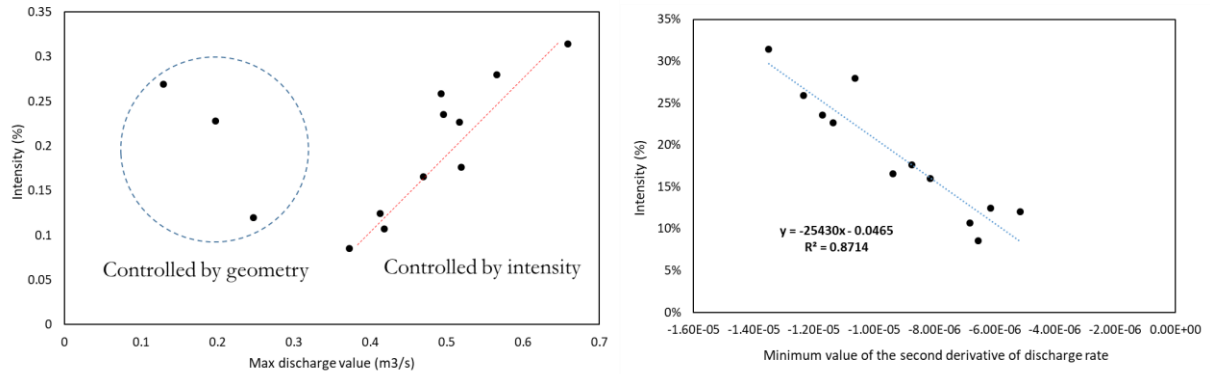 0.35
0.3
0.25
0.2
0.15
0.1
0.05
0
Intensity (%)
Controlled by geometry
Controlled by intensity
0 0.1 0.2 0.3 0.4 0.5 0.6 0.7
Max discharge value (m3/s)
35%
30%
25%
20%
15%
10%
5%
0%
Intensity (%)
y = -25430x - 0.0465
R² = 0.8714
-1.60E-05 -1.40E-05 -1.20E-05 -1.00E-05 -8.00E-06 -6.00E-06 -4.00E-06 -2.00E-06 0.00E+00
Minimum value of the second derivative of discharge rate